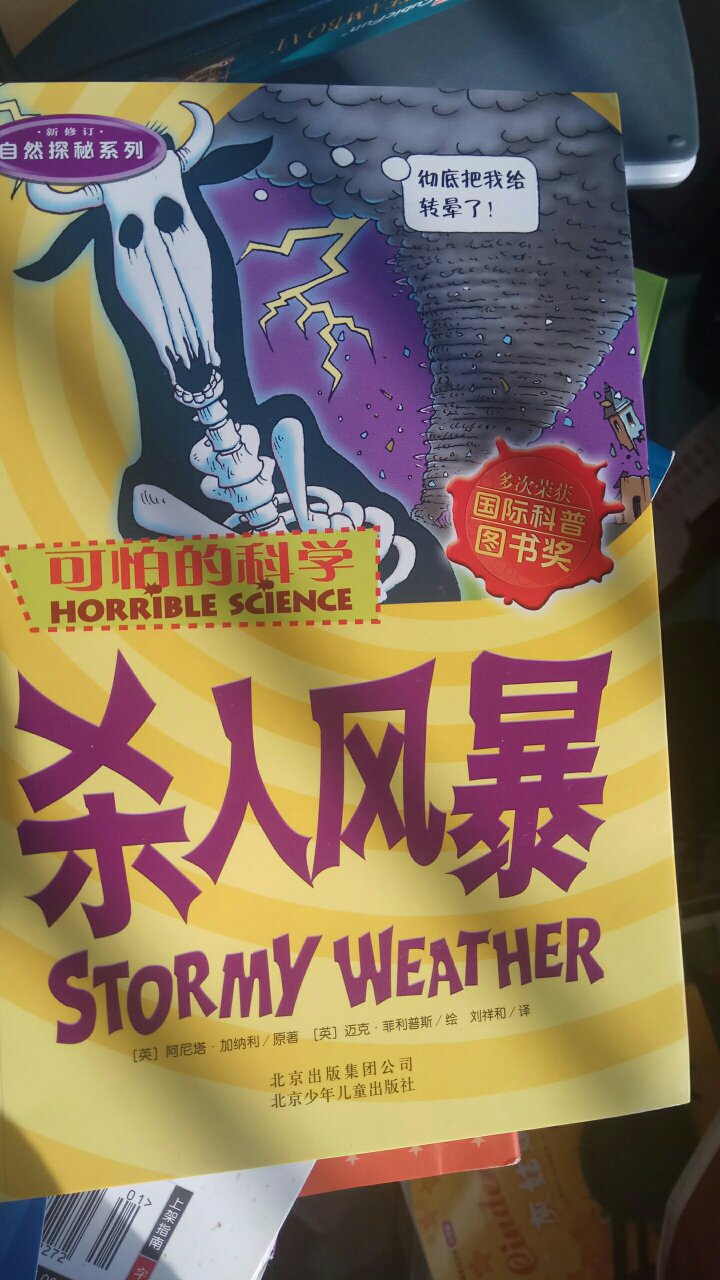 STEAMBOAT
·新修订·
自然探秘系列
彻底把我给
转晕了!
多次荣获
国际科普
图书奖
可怕的科学
HORRIBLE SCIENCE
杀人风暴
STORMY WEATHER
[英] 阿尼塔·加纳利/原著 [英] 迈克·菲利普斯/绘 刘祥和/译
北京出版集团公司
北京少年儿童出版社
01>
上架指南